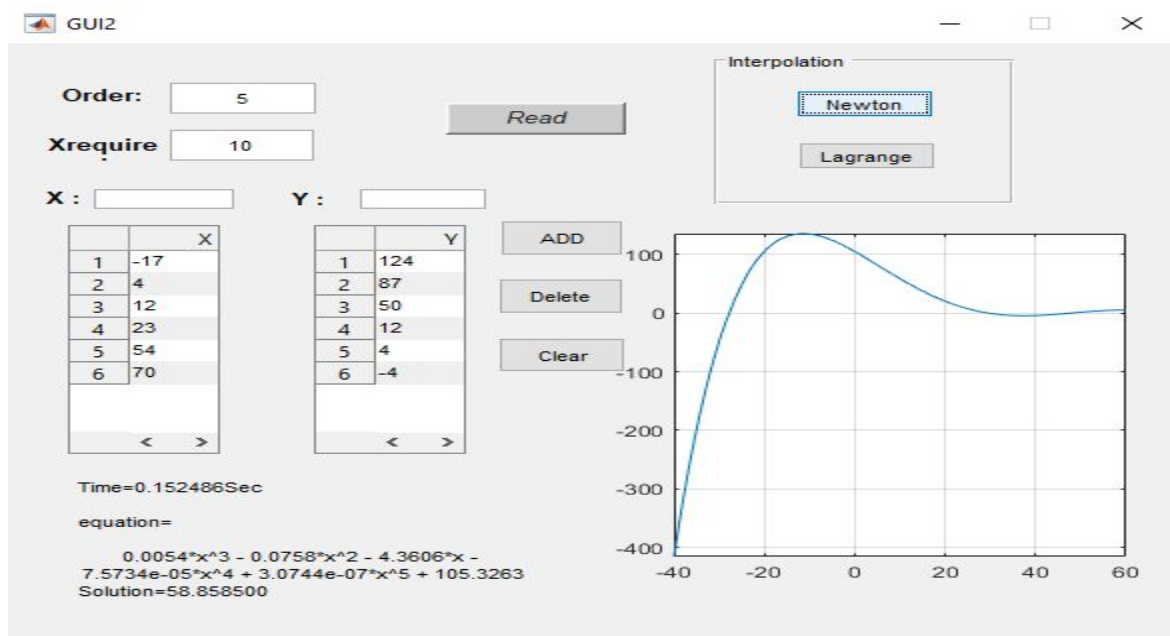 GUI2
Interpolation
Order:
5
Newton
Read
Xrequire
10
Lagrange
X :
Y :
X
1 -17
2 4
3 12
4 23
5 54
6 70
< >
Y
1 124
2 87
3 50
4 12
5 4
6 -4
< >
ADD
Delete
Clear
100
0
-100
-200
-300
-400
-40 -20 0 20 40 60
Time=0.152486Sec
equation=
0.0054*x^3 - 0.0758*x^2 - 4.3606*x -
7.5734e-05*x^4 + 3.0744e-07*x^5 + 105.3263
Solution=58.858500